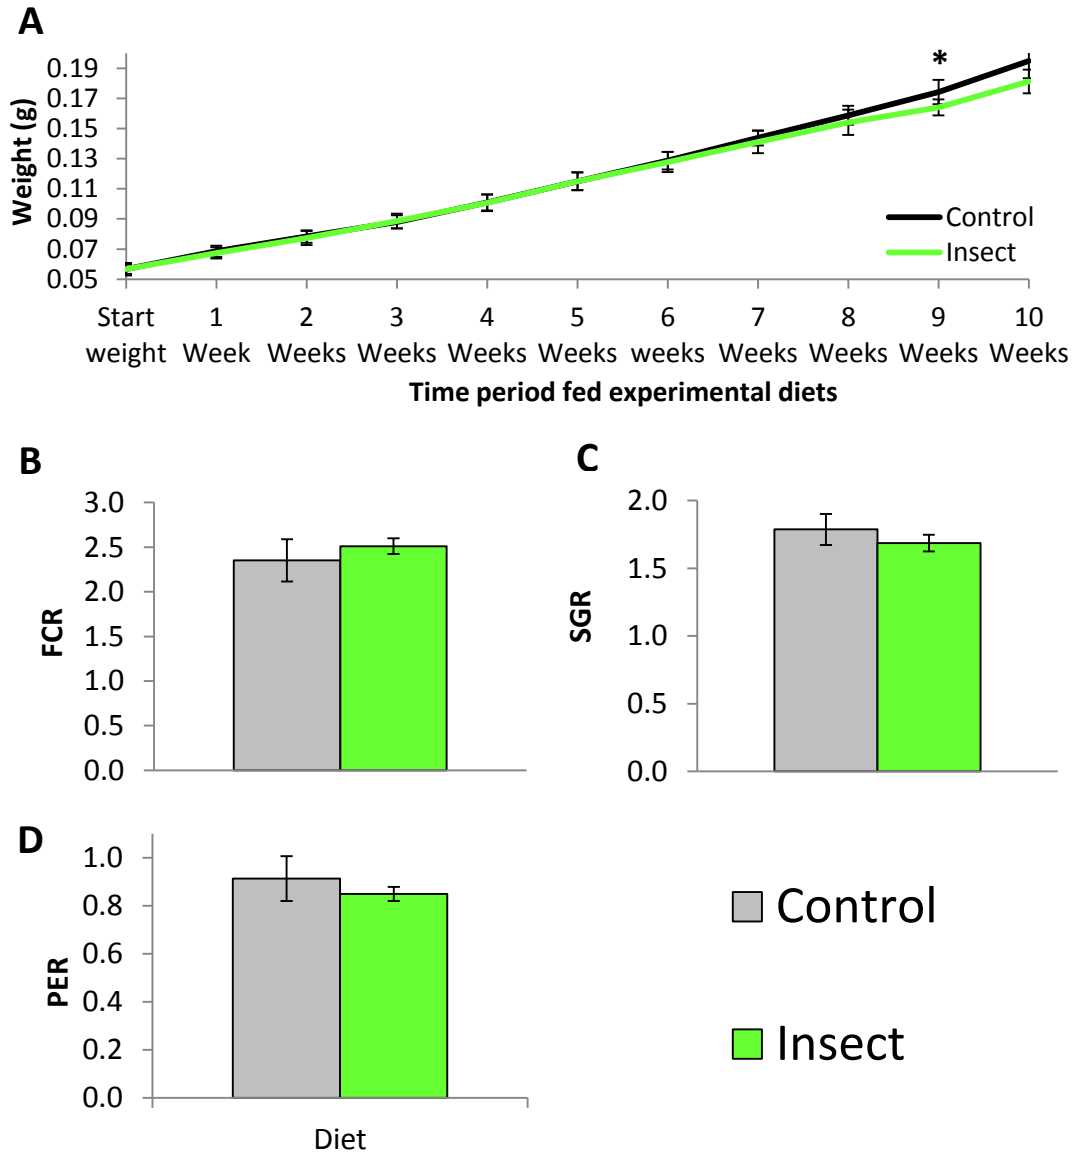 A
Weight (g)
0.19
0.17
0.15
0.13
0.11
0.09
0.07
0.05
*
Control
Insect
Start 1 2 3 4 5 6 7 8 9 10
weight Week Weeks Weeks Weeks Weeks weeks Weeks Weeks Weeks Weeks
Time period fed experimental diets
B
FCR
3.0
2.5
2.0
1.5
1.0
0.5
0.0
C
SGR
2.0
1.5
1.0
0.5
0.0
D
PER
1.0
0.8
0.6
0.4
0.2
0.0
Diet
Control
Insect